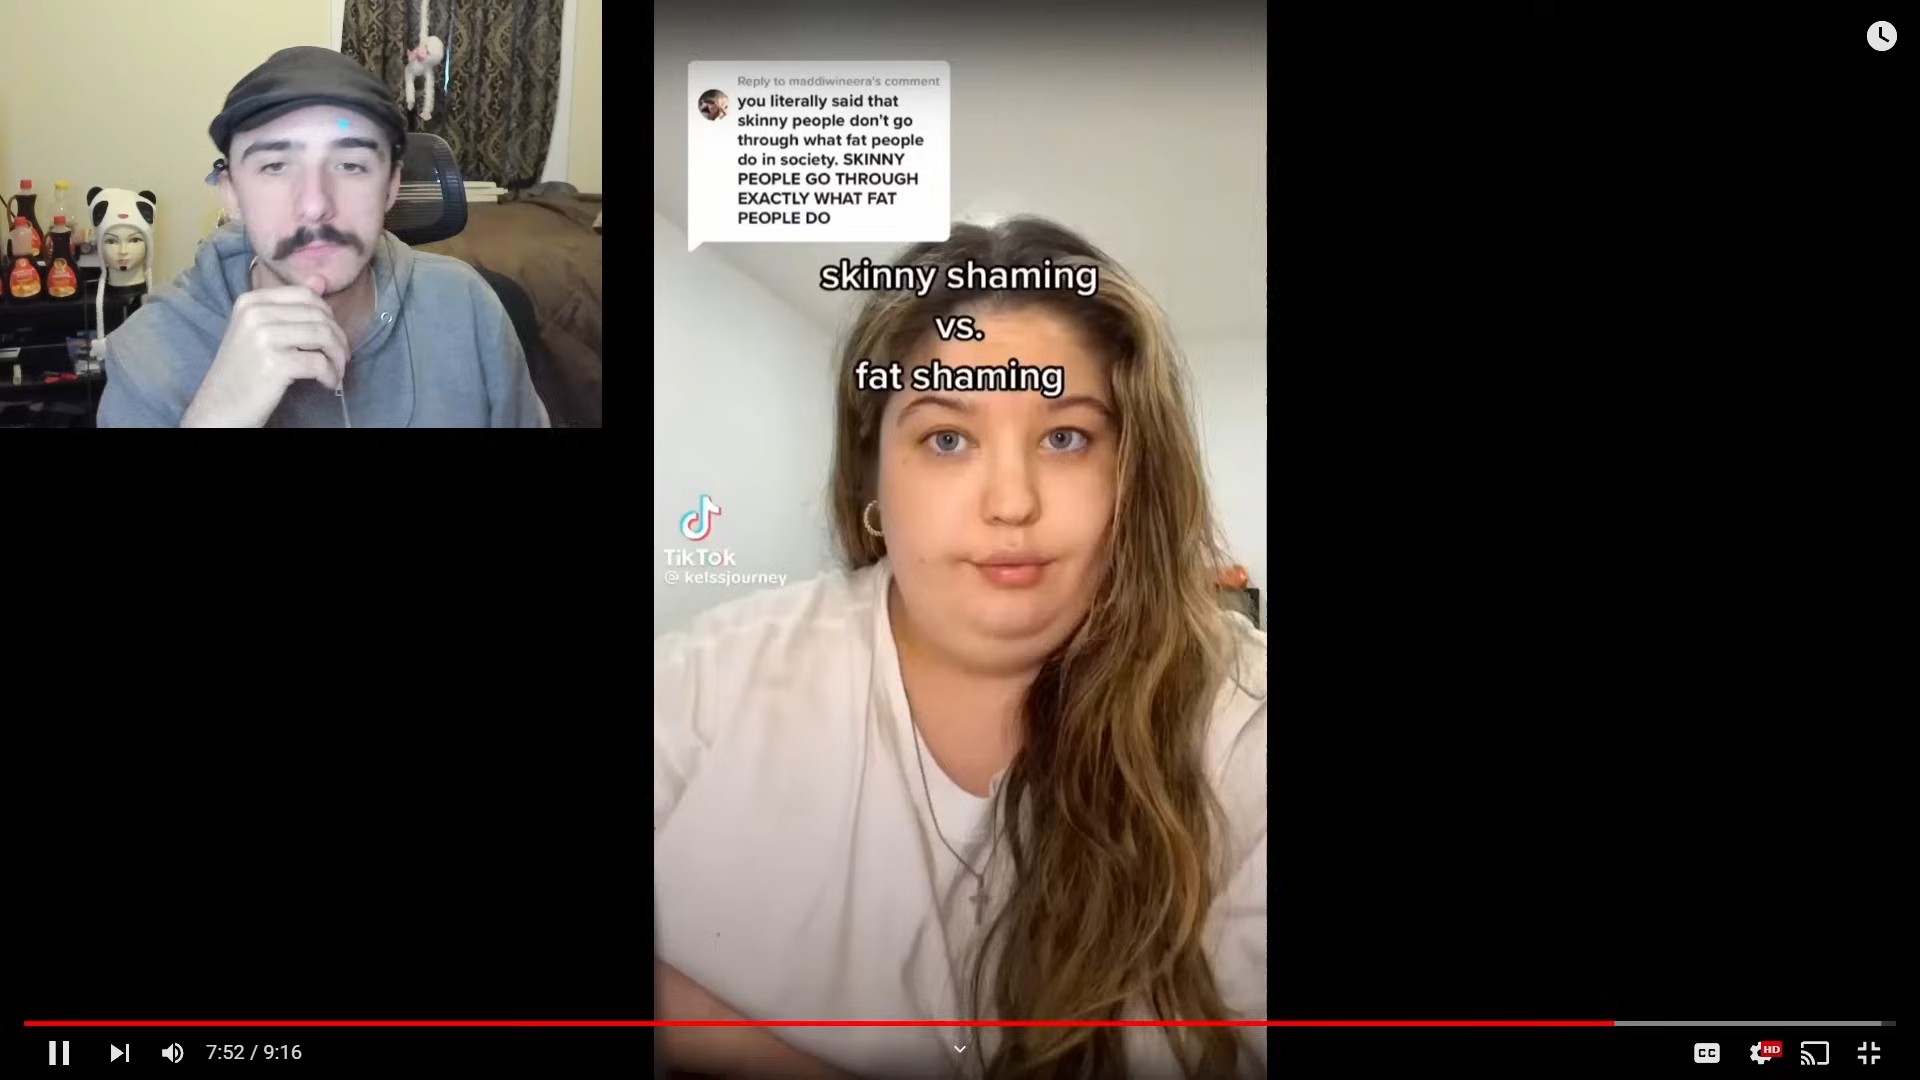 Reply to maddiwineera's comment
you literally said that
skinny people don't go
through what fat people
do in society. SKINNY
PEOPLE GO THROUGH
EXACTLY WHAT FAT
PEOPLE DO
skinny shaming
vs.
fat shaming
TikTok
@ kelssjourney
7:52 / 9:16
CC
HD